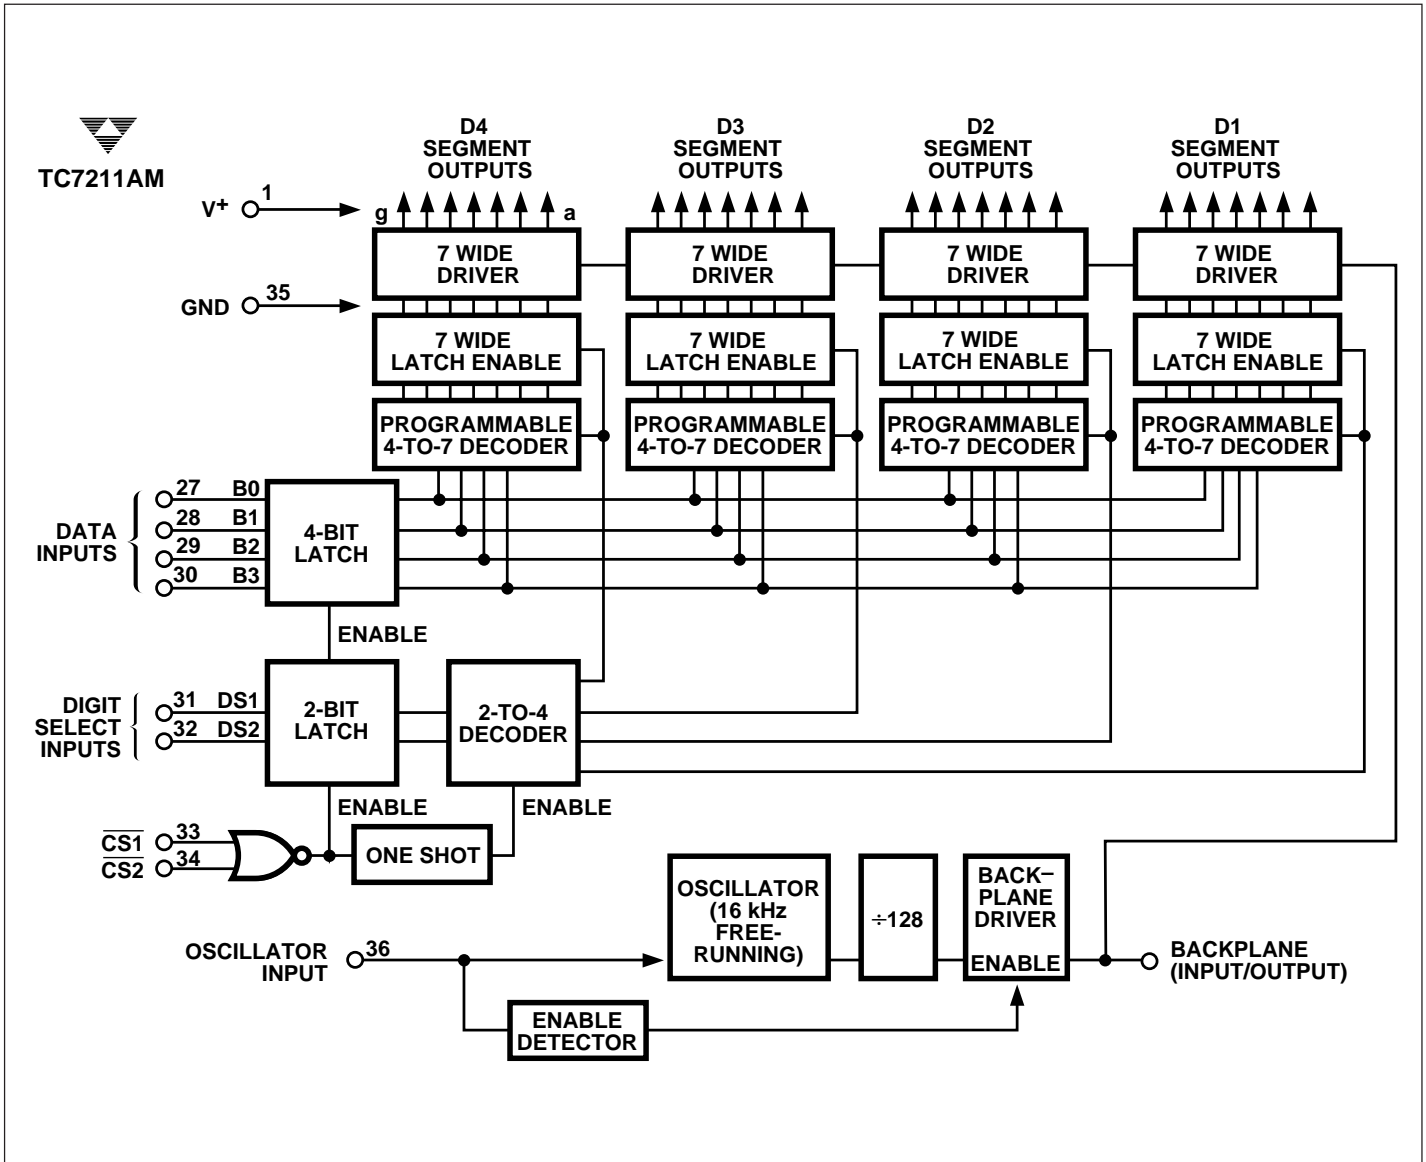 TC7211AM
D4
SEGMENT
OUTPUTS
D3
SEGMENT
OUTPUTS
D2
SEGMENT
OUTPUTS
D1
SEGMENT
OUTPUTS
V+ 1
g a
GND 35
7 WIDE
DRIVER
7 WIDE
DRIVER
7 WIDE
DRIVER
7 WIDE
DRIVER
7 WIDE
LATCH ENABLE
7 WIDE
LATCH ENABLE
7 WIDE
LATCH ENABLE
7 WIDE
LATCH ENABLE
PROGRAMMABLE
4-TO-7 DECODER
PROGRAMMABLE
4-TO-7 DECODER
PROGRAMMABLE
4-TO-7 DECODER
PROGRAMMABLE
4-TO-7 DECODER
DATA
INPUTS
27 B0
28 B1
29 B2
30 B3
4-BIT
LATCH
ENABLE
DIGIT
SELECT
INPUTS
31 DS1
32 DS2
2-BIT
LATCH
2-TO-4
DECODER
ENABLE
ENABLE
CS1 33
CS2 34
ONE SHOT
OSCILLATOR
INPUT
36
OSCILLATOR
(16 kHz
FREE-
RUNNING)
÷128
BACK–
PLANE
DRIVER
ENABLE
BACKPLANE
(INPUT/OUTPUT)
ENABLE
DETECTOR